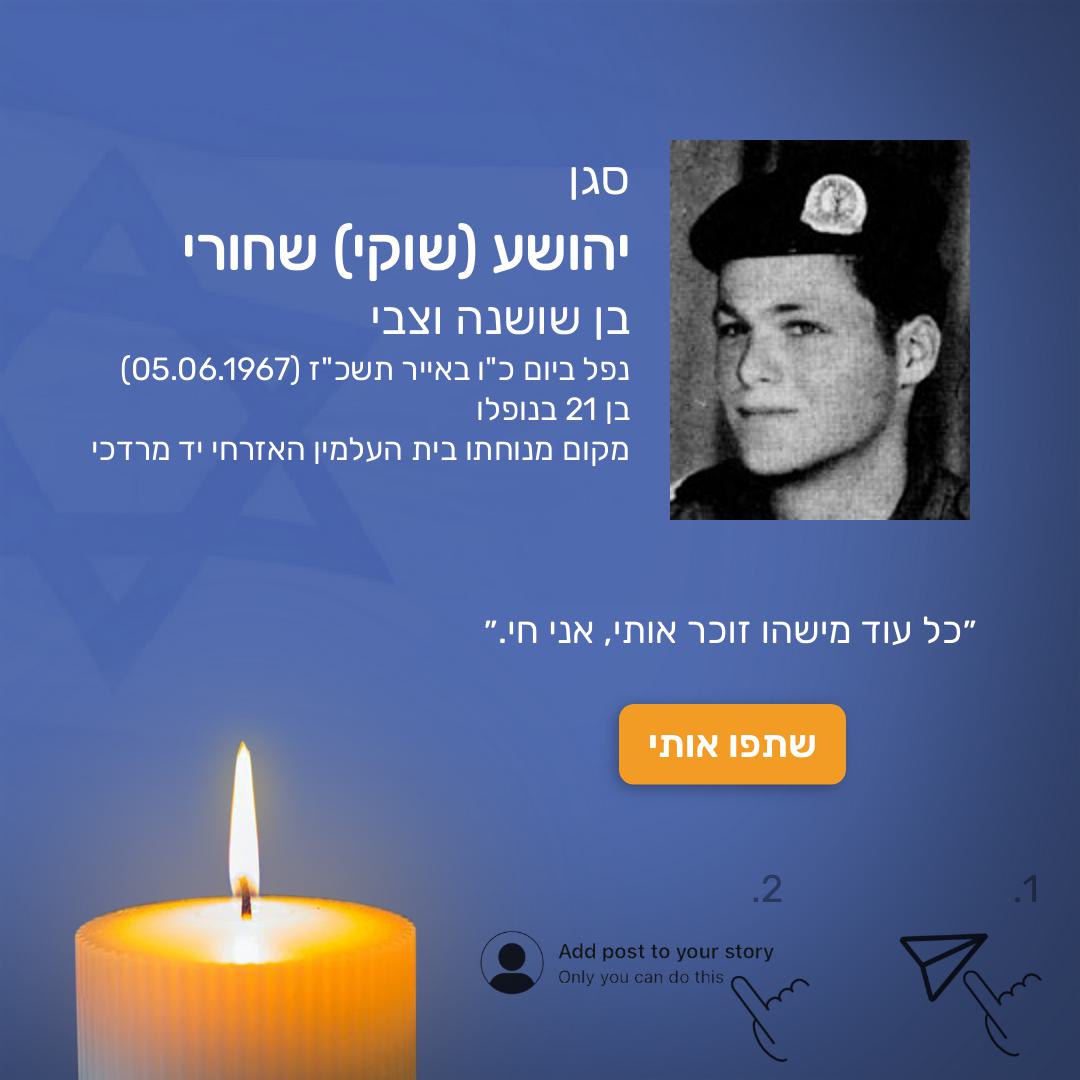 סגן
יהושע (שוקי) שחורי
בן שושנה וצבי
נפל ביום כ"ו באייר תשכ"ז (05.06.1967)
בן 21 בנופלו
מקום מנוחתו בית העלמין האזרחי יד מרדכי
״כל עוד מישהו זוכר אותי, אני חי.״
שתפו אותי
1.
2.
Add post to your story
Only you can do this